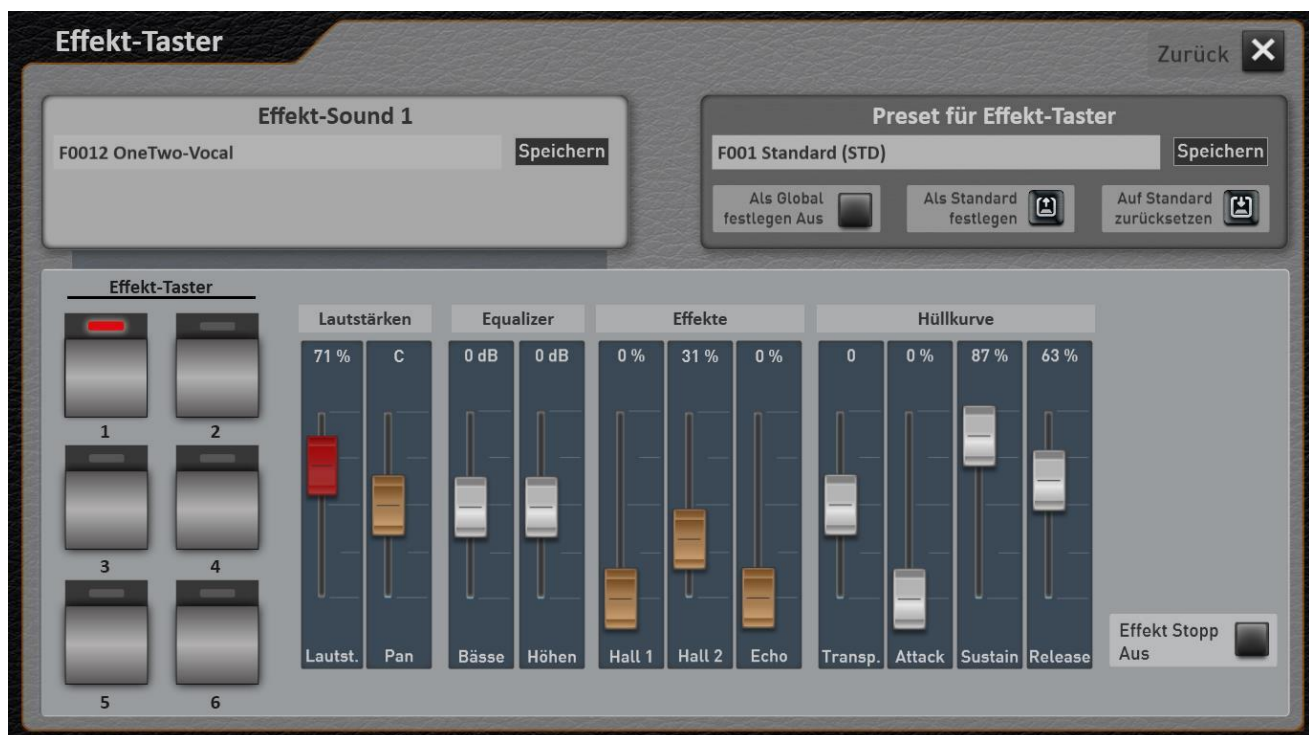 Effekt-Taster
Zurück
Effekt-Sound 1
F0012 OneTwo-Vocal
Speichern
Preset für Effekt-Taster
F001 Standard (STD)
Speichern
Als Global
festlegen Aus
Als Standard
festlegen
Auf Standard
zurücksetzen
Effekt-Taster
1
2
3
4
5
6
Lautstärken
Equalizer
Effekte
Hüllkurve
71 %
C
0 dB
0 dB
0 %
31 %
0 %
0
0 %
87 %
63 %
Lautst.
Pan
Bässe
Höhen
Hall 1
Hall 2
Echo
Transp.
Attack
Sustain
Release
Effekt Stopp
Aus